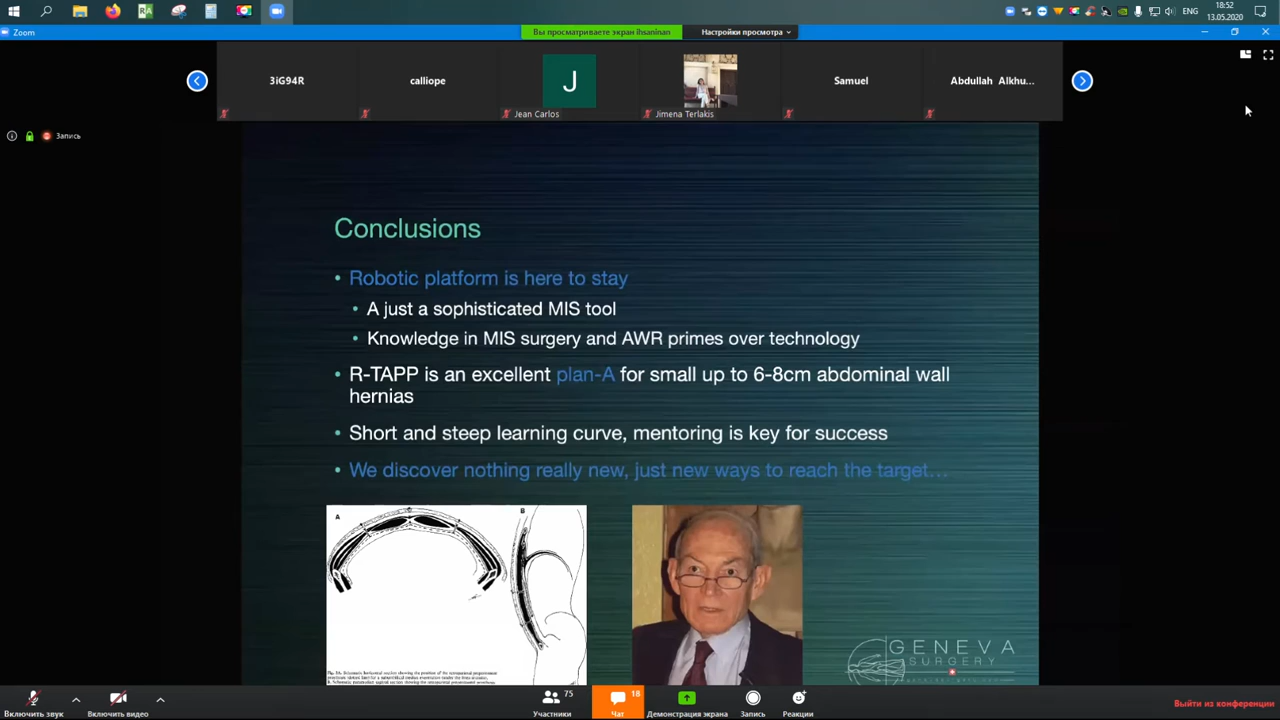 18:52
ENG
13.05.2020
Zoom
Вы просматриваете экран ihsaninan
Настройки просмотра
3iG94R
calliope
J
Samuel
Abdullah Alkhu...
Jean Carlos
Jimena Terlakis
Запись
Conclusions
• Robotic platform is here to stay
• A just a sophisticated MIS tool
• Knowledge in MIS surgery and AWR primes over technology
• R-TAPP is an excellent plan-A for small up to 6-8cm abdominal wall
hernias
• Short and steep learning curve, mentoring is key for success
• We discover nothing really new, just new ways to reach the target…
A
B
GENEVA
SURGERY
75
18
Включить звук
Включить видео
Участники
Чат
Демонстрация экрана
Запись
Реакции
Выйти из конференции